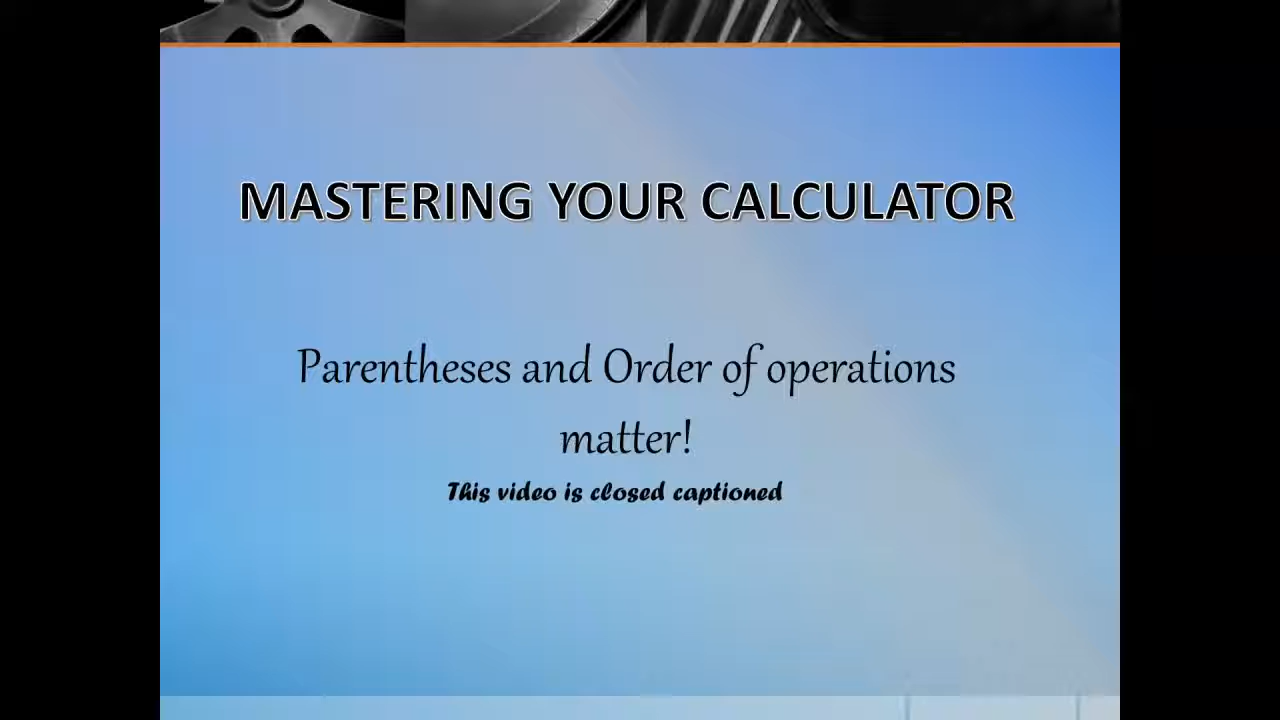 MASTERING YOUR CALCULATOR
Parentheses and Order of operations
matter!
This video is closed captioned